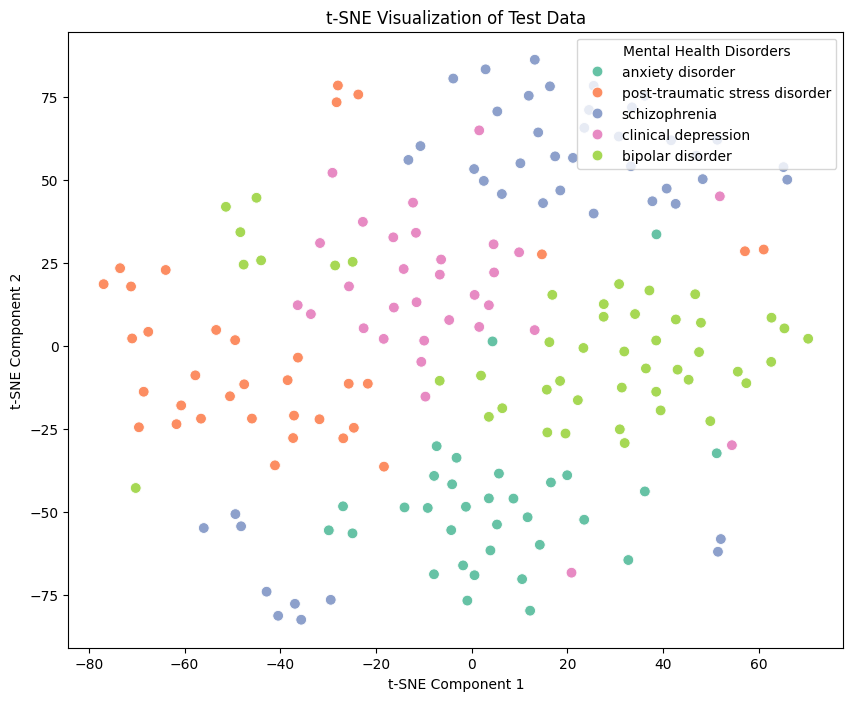 t-SNE Visualization of Test Data
Mental Health Disorders
anxiety disorder
post-traumatic stress disorder
schizophrenia
clinical depression
bipolar disorder
75
50
25
0
−25
−50
−75
t-SNE Component 2
−80
−60
−40
−20
0
20
40
60
t-SNE Component 1